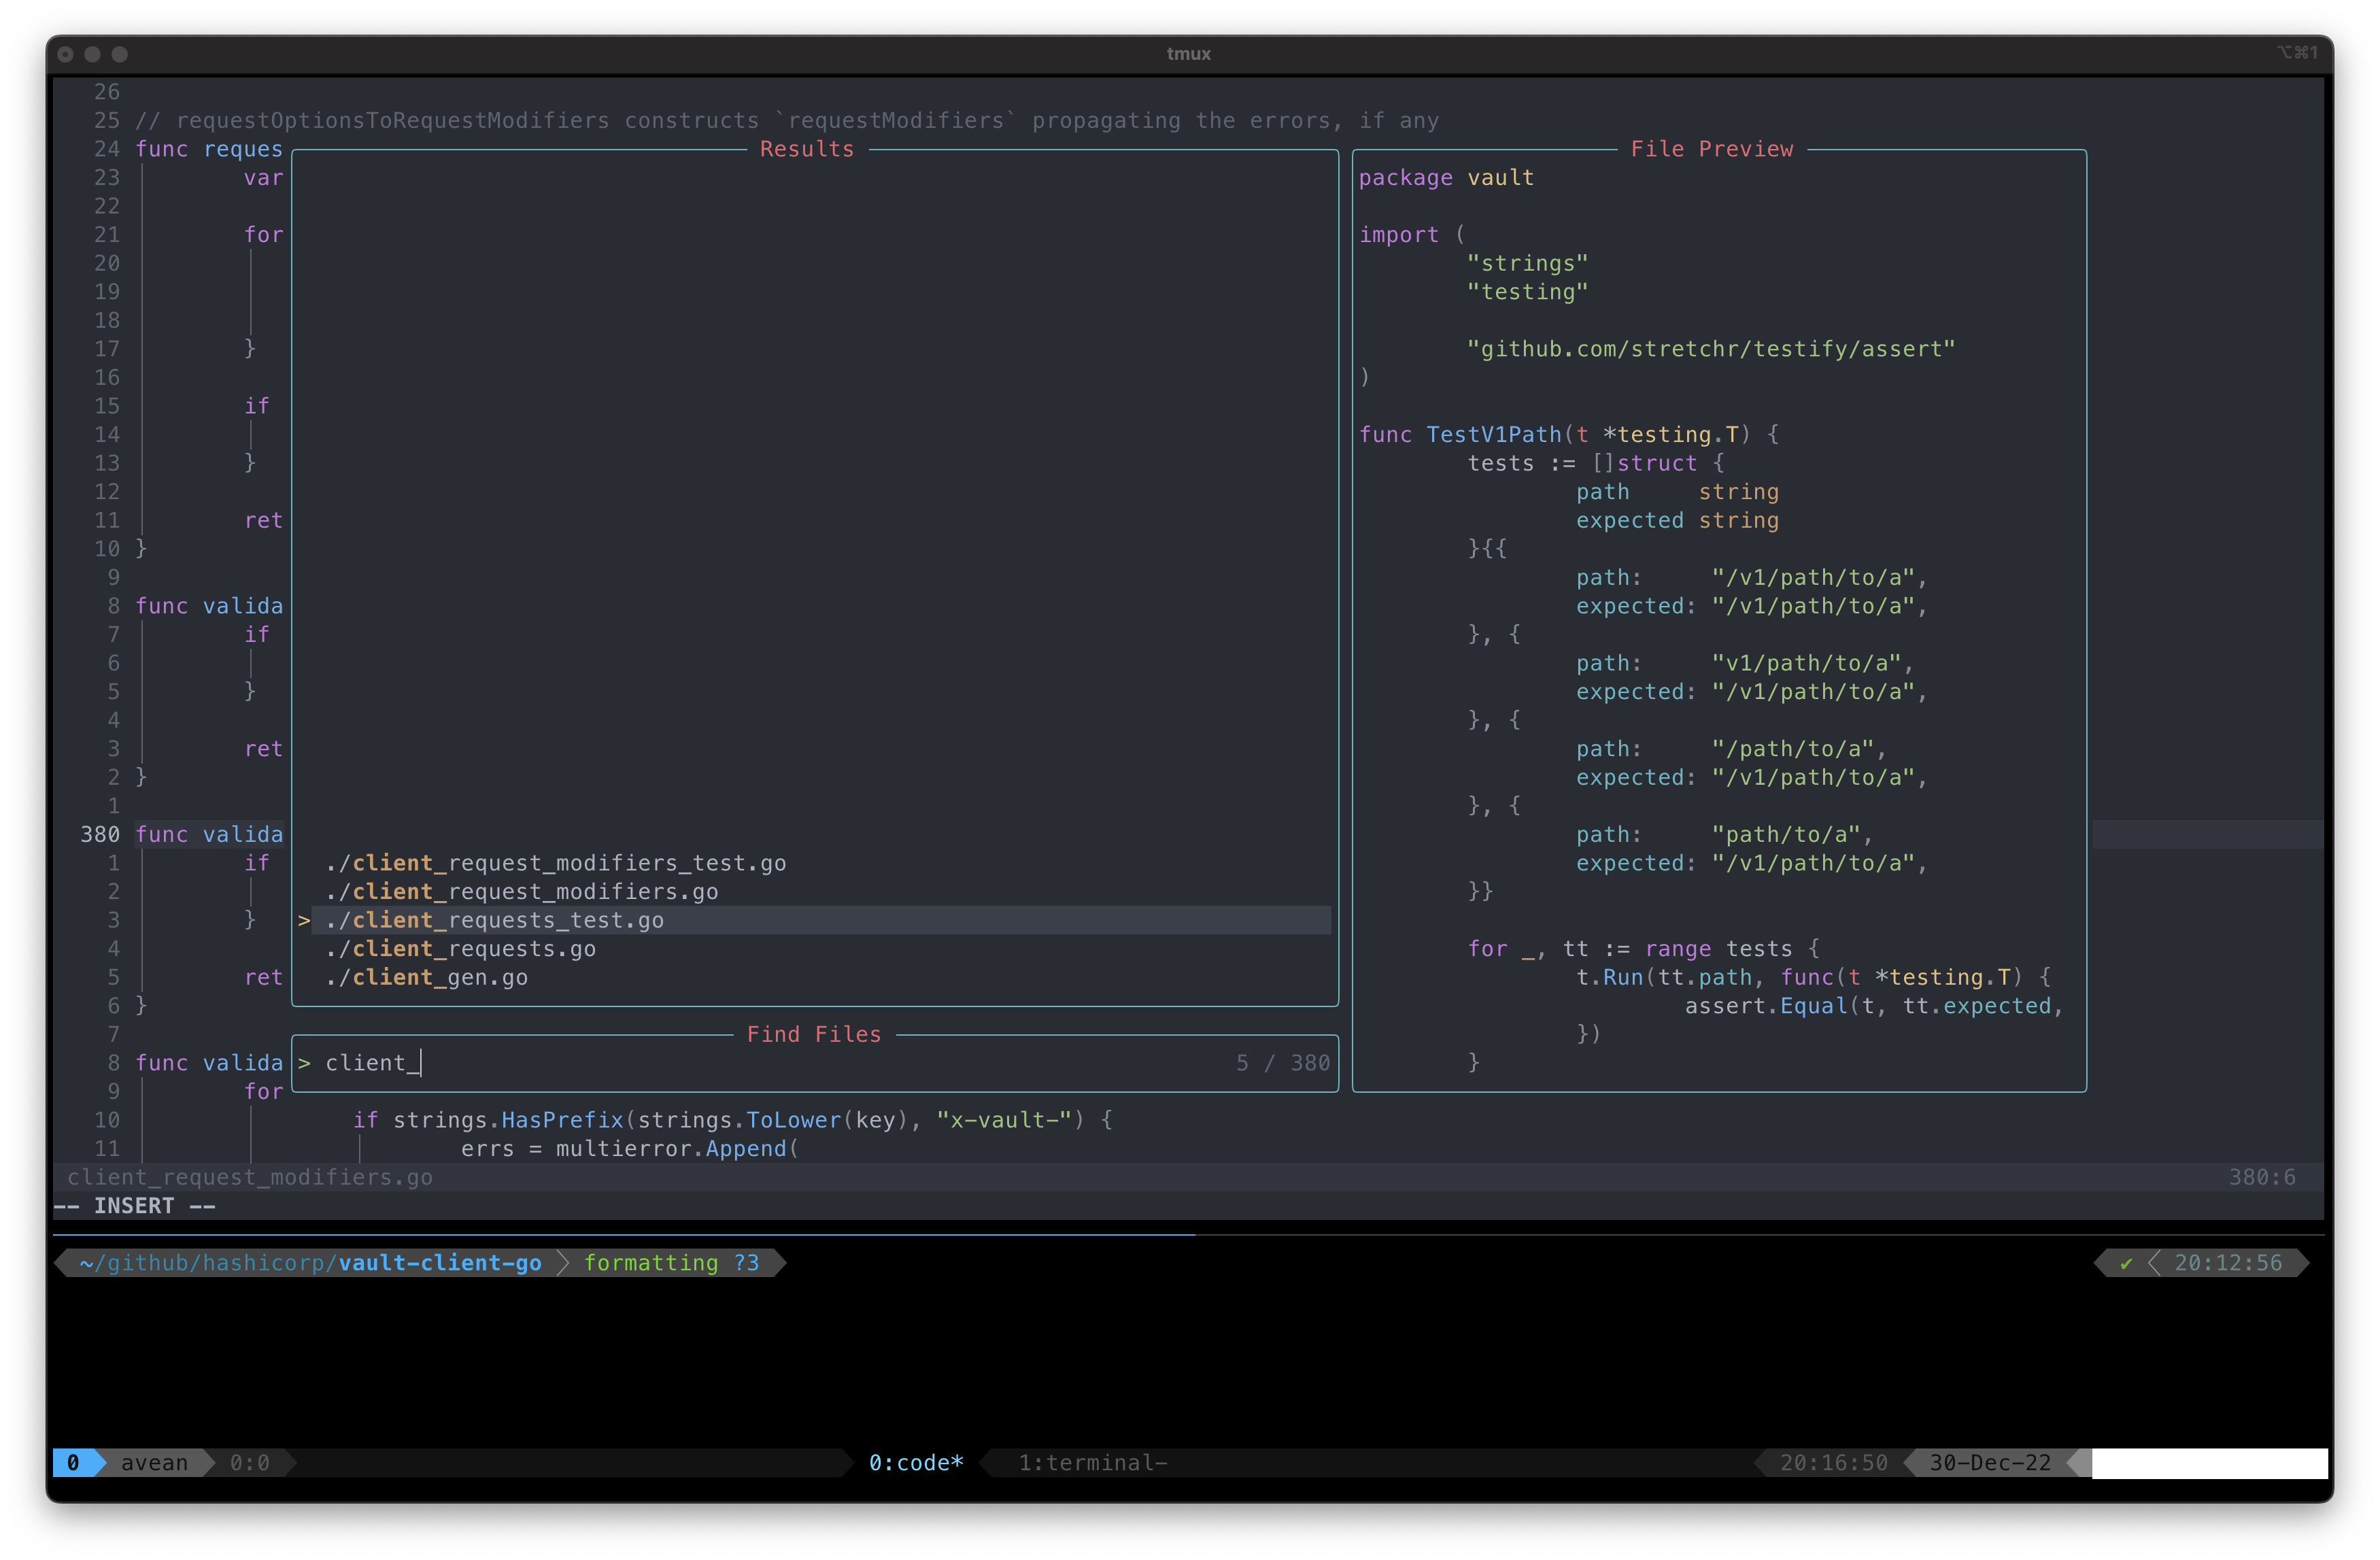 tmux
⌥⌘1
26
25 // requestOptionsToRequestModifiers constructs `requestModifiers` propagating the errors, if any
24 func reques
23 var
22
21 for
20
19
18
17 }
16
15 if
14
13 }
12
11 ret
10 }
9
8 func valida
7 if
6
5 }
4
3 ret
2 }
1
380 func valida
1 if
2
3 }
4
5 ret
6 }
7
8 func valida
9 for
10 if strings.HasPrefix(strings.ToLower(key), "x-vault-") {
11 errs = multierror.Append(
Results
./client_request_modifiers_test.go
./client_request_modifiers.go
> ./client_requests_test.go
./client_requests.go
./client_gen.go
Find Files
> client_ 5 / 380
File Preview
package vault
import (
"strings"
"testing"
"github.com/stretchr/testify/assert"
)
func TestV1Path(t *testing.T) {
tests := []struct {
path string
expected string
}{{
path: "/v1/path/to/a",
expected: "/v1/path/to/a",
}, {
path: "v1/path/to/a",
expected: "/v1/path/to/a",
}, {
path: "/path/to/a",
expected: "/v1/path/to/a",
}, {
path: "path/to/a",
expected: "/v1/path/to/a",
}}
for _, tt := range tests {
t.Run(tt.path, func(t *testing.T) {
assert.Equal(t, tt.expected,
})
}
client_request_modifiers.go 380:6
-- INSERT --
~/github/hashicorp/vault-client-go formatting ?3 ✔ 20:12:56
0 avean 0:0 0:code* 1:terminal- 20:16:50 30-Dec-22